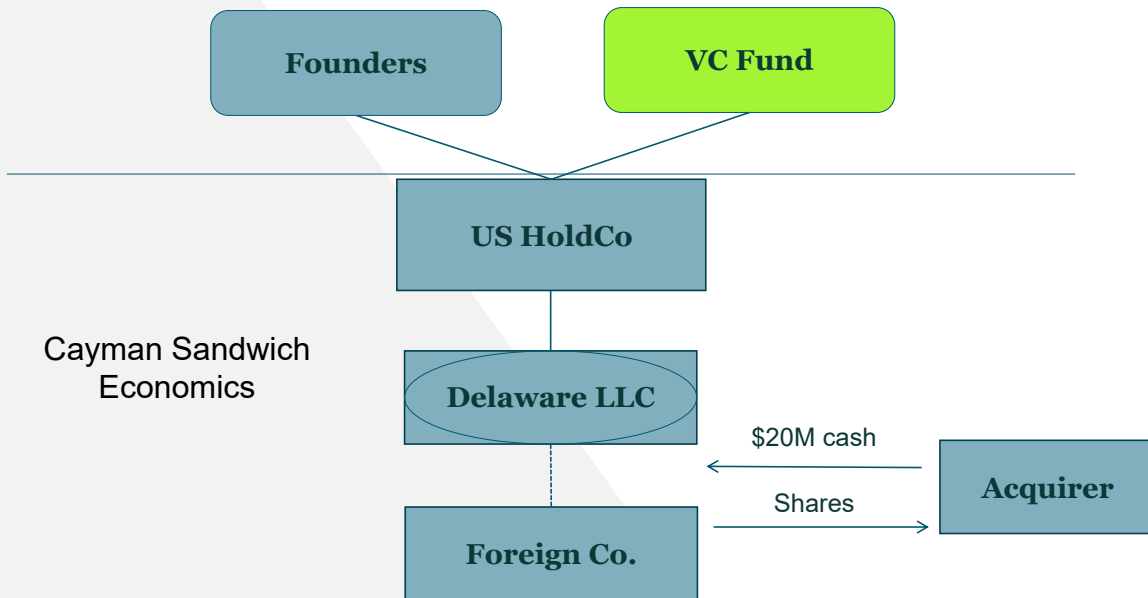 Founders
VC Fund
US HoldCo
Cayman Sandwich
Economics
Delaware LLC
$20M cash
Shares
Acquirer
Foreign Co.